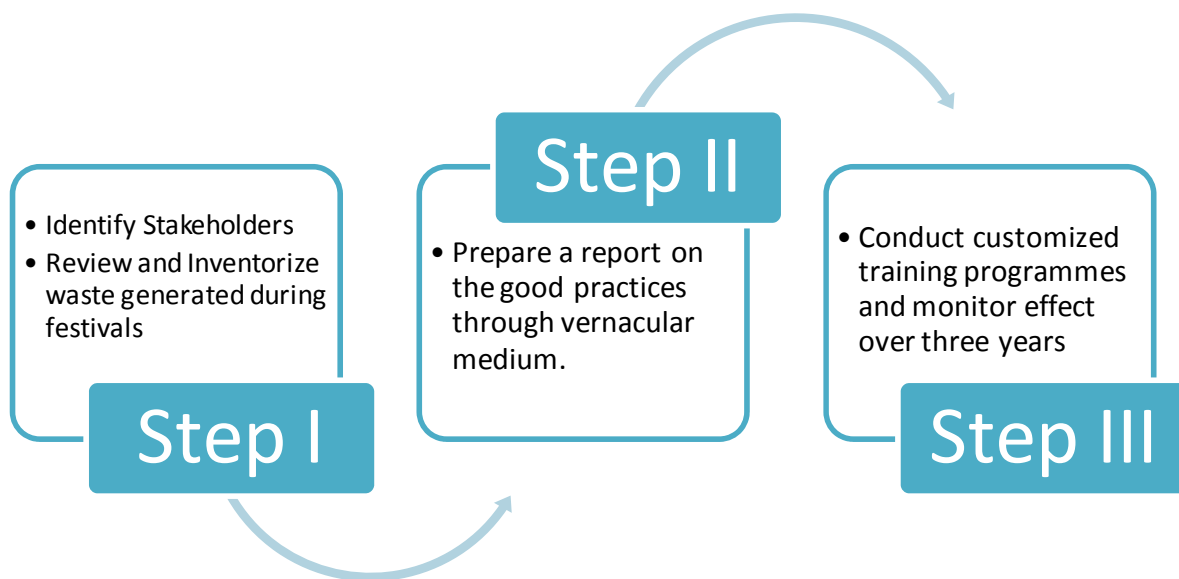 • Identify Stakeholders
• Review and Inventorize
waste generated during
festivals
Step I
Step II
• Prepare a report on
the good practices
through vernacular
medium.
• Conduct customized
training programmes
and monitor effect
over three years
Step III